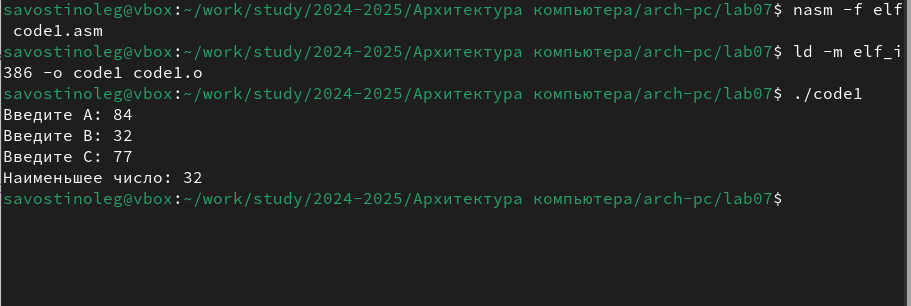 savostinoleg@vbox:~/work/study/2024-2025/Архитектура компьютера/arch-pc/lab07$ nasm -f elf
code1.asm
savostinoleg@vbox:~/work/study/2024-2025/Архитектура компьютера/arch-pc/lab07$ ld -m elf_i
386 -o code1 code1.o
savostinoleg@vbox:~/work/study/2024-2025/Архитектура компьютера/arch-pc/lab07$ ./code1
Введите A: 84
Введите B: 32
Введите C: 77
Наименьшее число: 32
savostinoleg@vbox:~/work/study/2024-2025/Архитектура компьютера/arch-pc/lab07$